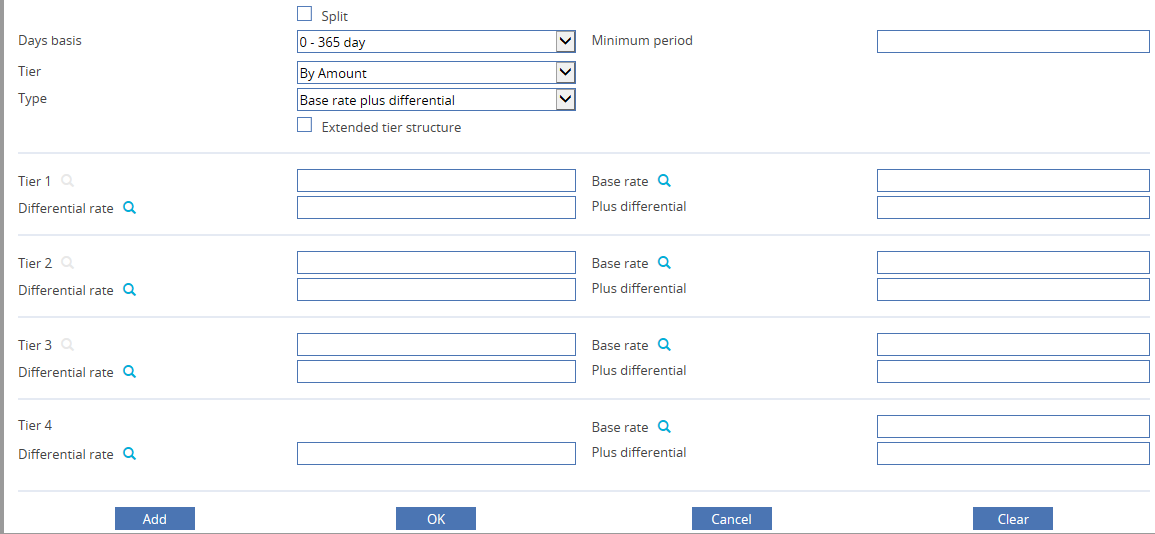 Split
Days basis 0 - 365 day Minimum period
Tier By Amount
Type Base rate plus differential
Extended tier structure
Tier 1 Base rate
Differential rate Plus differential
Tier 2 Base rate
Differential rate Plus differential
Tier 3 Base rate
Differential rate Plus differential
Tier 4 Base rate
Differential rate Plus differential
Add OK Cancel Clear